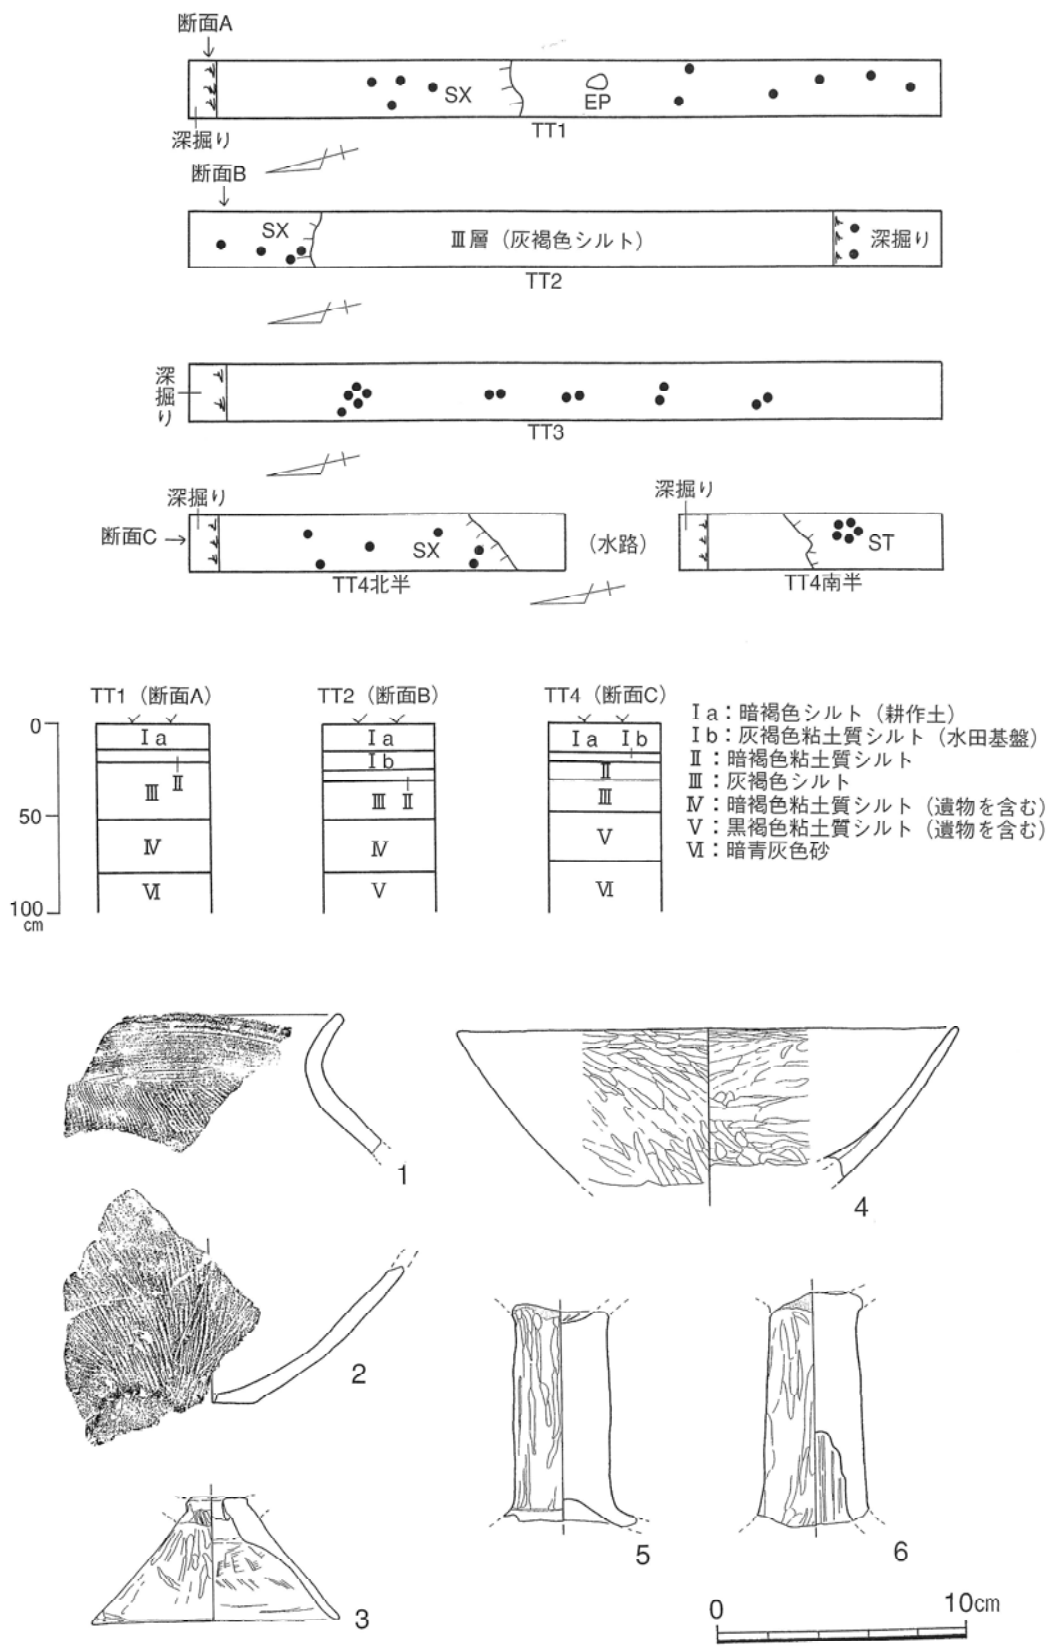 断面A
SX
EP
深掘り
TT1
断面B
SX
Ⅲ層（灰褐色シルト）
深掘り
TT2
深掘り
TT3
深掘り
断面C
SX
TT4北半
（水路）
深掘り
ST
TT4南半
TT1（断面A）
0
50
100
cm
Ⅰa
Ⅱ
Ⅲ
Ⅳ
Ⅵ
TT2（断面B）
Ⅰa
Ⅰb
Ⅲ Ⅱ
Ⅳ
Ⅴ
TT4（断面C）
Ⅰa Ⅰb
Ⅱ
Ⅲ
Ⅴ
Ⅵ
Ⅰa：暗褐色シルト（耕作土）
Ⅰb：灰褐色粘土質シルト（水田基盤）
Ⅱ：暗褐色粘土質シルト
Ⅲ：灰褐色シルト
Ⅳ：暗褐色粘土質シルト（遺物を含む）
Ⅴ：黒褐色粘土質シルト（遺物を含む）
Ⅵ：暗青灰色砂
1
4
2
5
6
3
0 10cm